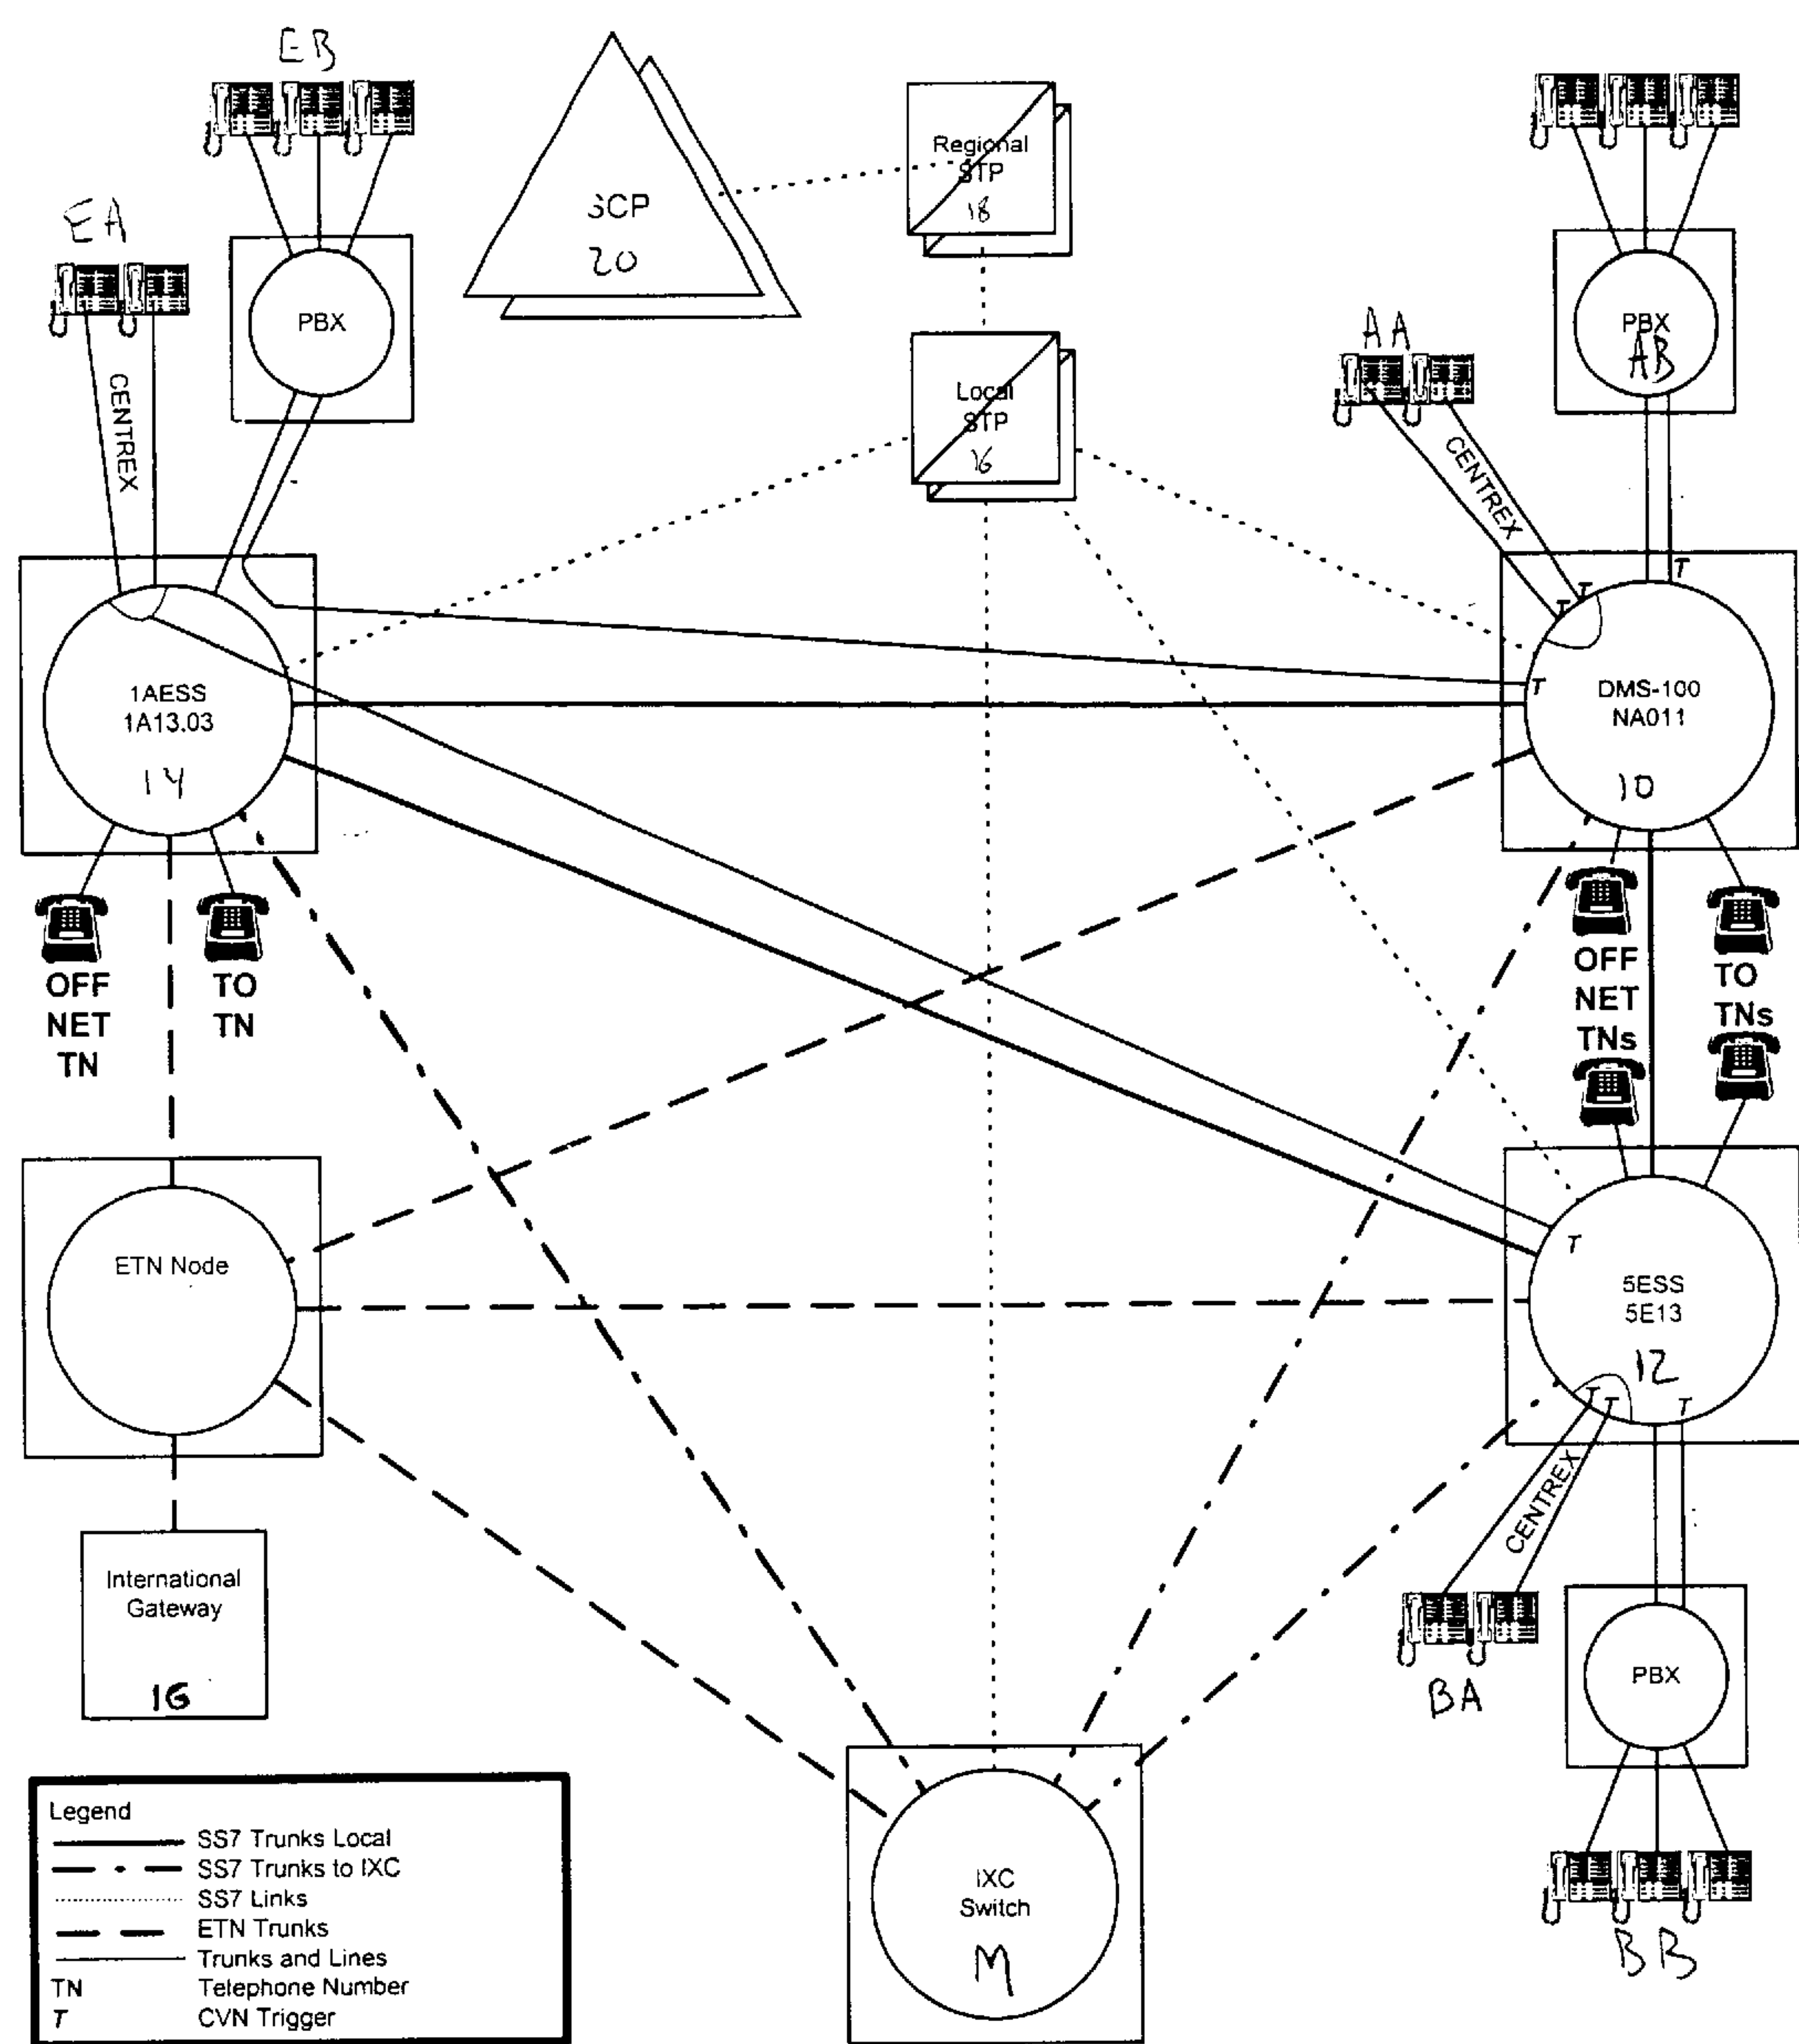 EB
EA
PBX
CENTREX
SCP
20
Regional
STP
18
Local
STP
16
AA
CENTREX
PBX
AB
T
T
T
T
1AESS
1A13.03
14
DMS-100
NA011
10
OFF
NET
TN
TO
TN
OFF
NET
TNs
TO
TNs
ETN Node
T
5ESS
5E13
12
T
T
T
CENTREX
BA
PBX
BB
International
Gateway
IG
IXC
Switch
M
Legend
SS7 Trunks Local
SS7 Trunks to IXC
SS7 Links
ETN Trunks
Trunks and Lines
TN Telephone Number
T CVN Trigger